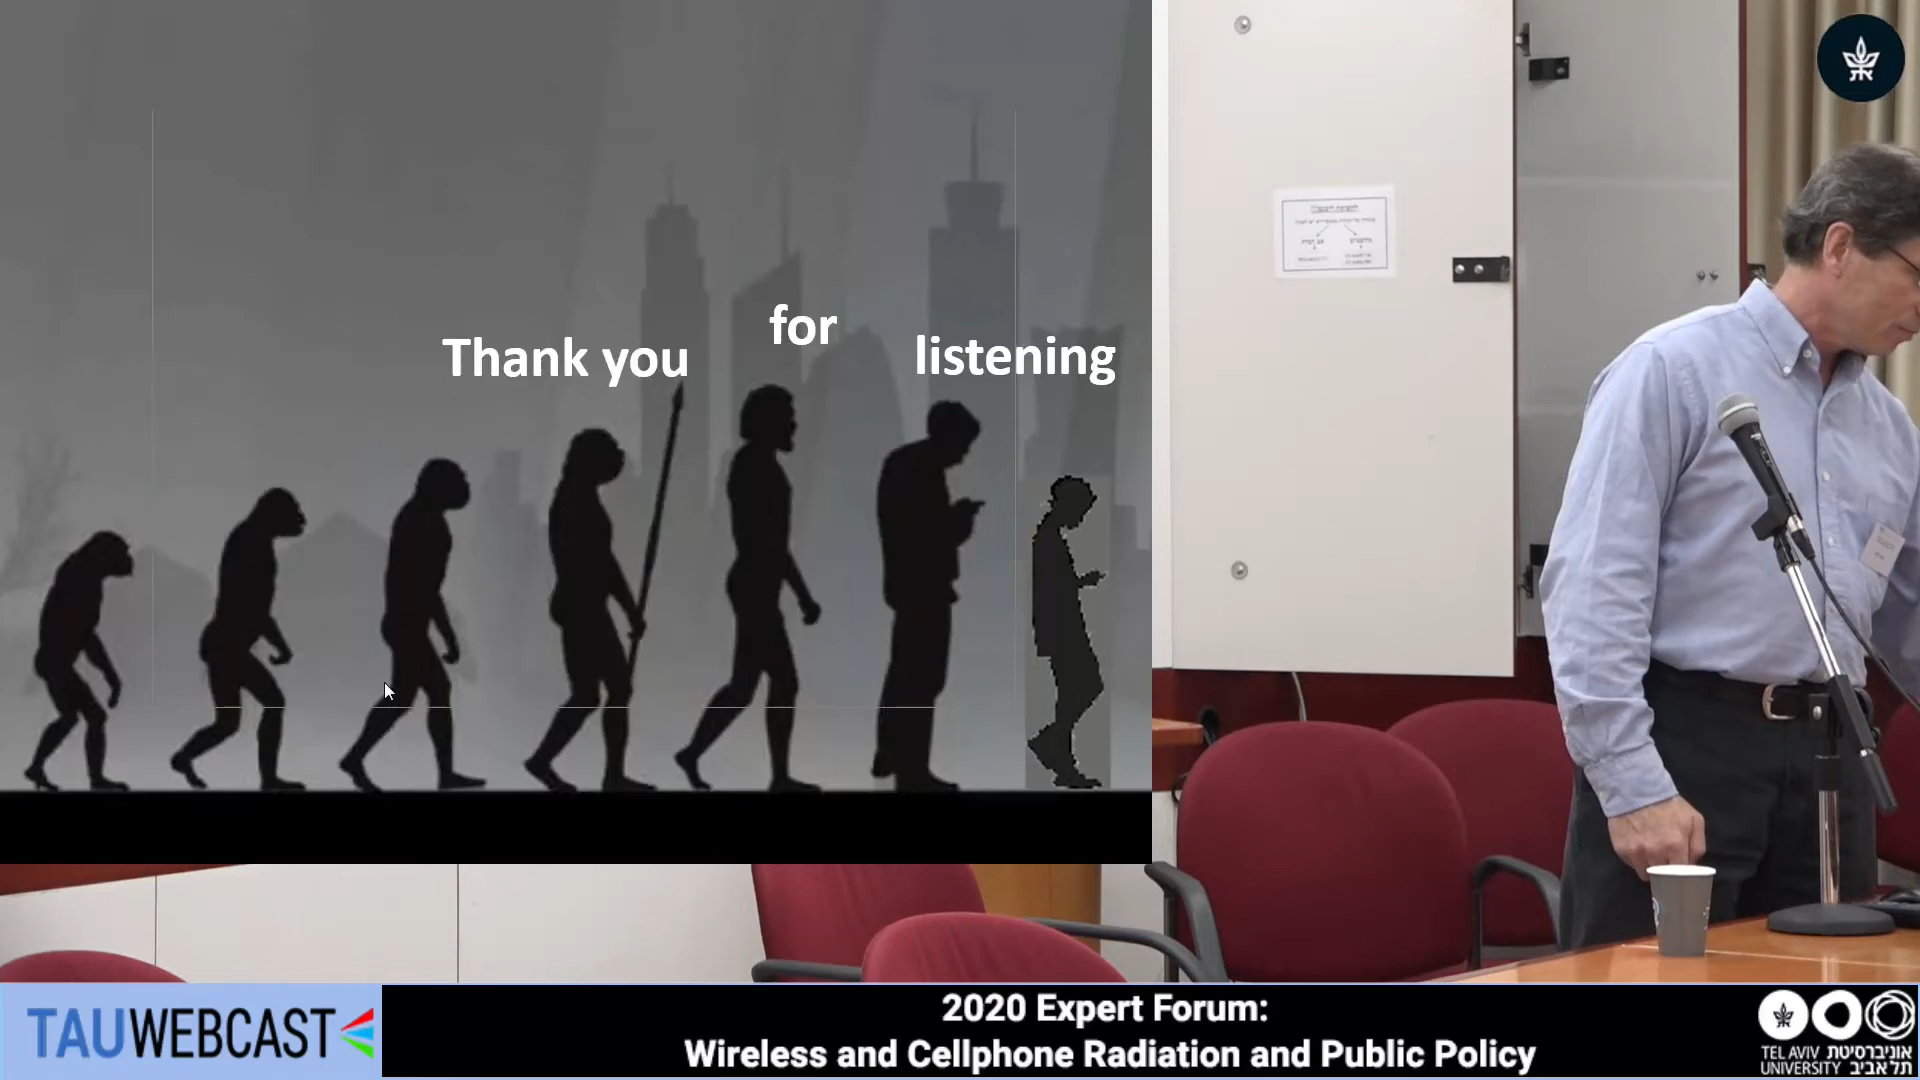 Thank you
for
listening
TAUWEBCAST
2020 Expert Forum:
Wireless and Cellphone Radiation and Public Policy
TEL AVIV אוניברסיטת
UNIVERSITY תל אביב